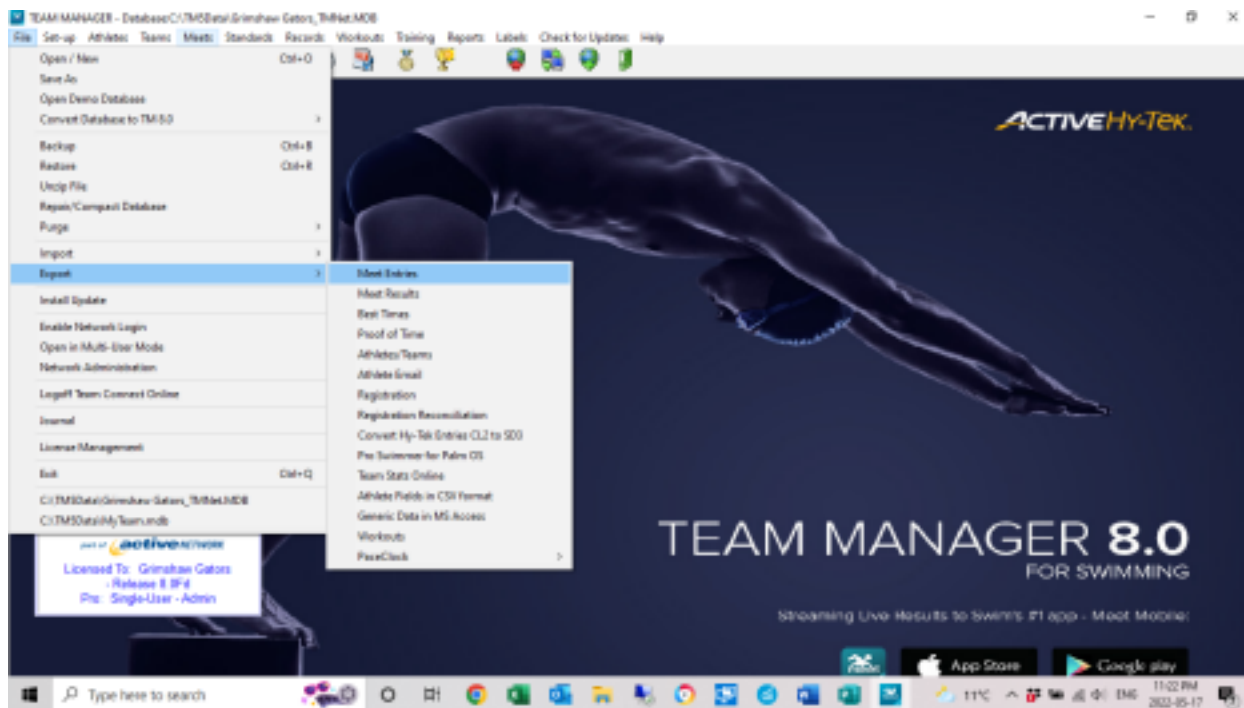 TEAM MANAGER - Database:C:\TM5Data\Grimshaw Gators_TMNet.MDB
File Set-up Athletes Teams Meets Standards Records Workouts Training Reports Labels Check for Updates Help
Open / New Ctrl+O
Save As
Open Demo Database
Convert Database to TM 8.0
Backup Ctrl+B
Restore Ctrl+R
Unzip File
Repair/Compact Database
Purge
Import
Export
Install Update
Enable Network Login
Open in Multi-User Mode
Network Administration
Logoff Team Connect Online
Journal
License Management
Exit Ctrl+Q
C:\TM5Data\Grimshaw Gators_TMNet.MDB
C:\TM5Data\MyTeam.mdb
Meet Entries
Meet Results
Best Times
Proof of Time
Athletes/Teams
Athlete Email
Registration
Registration Reconciliation
Convert Hy-Tek Entries CL2 to SD3
Pro Swimmer for Palm OS
Team Stats Online
Athlete Fields in CSV format
Generic Data in MS Access
Workouts
PaceClock
ACTIVE HY-TEK
part of active NETWORK
Licensed To: Grimshaw Gators
- Release 8.0Fd
Pro: Single-User - Admin
TEAM MANAGER 8.0
FOR SWIMMING
Streaming Live Results to Swim's #1 app - Meet Mobile:
App Store
Google play
Type here to search
11°C
ENG
11:22 PM
2022-05-17